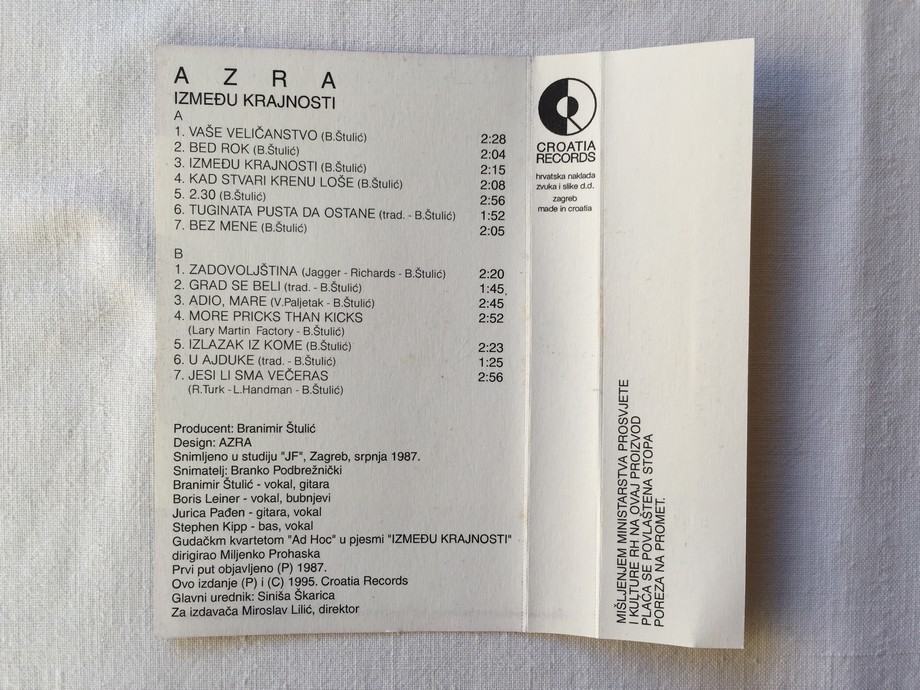 A Z R A
IZMEĐU KRAJNOSTI
A
1. VAŠE VELIČANSTVO (B.Štulić) 2:28
2. BED ROK (B.Štulić) 2:04
3. IZMEĐU KRAJNOSTI (B.Štulić) 2:15
4. KAD STVARI KRENU LOŠE (B.Štulić) 2:08
5. 2.30 (B.Štulić) 2:56
6. TUGINATA PUSTA DA OSTANE (trad. - B.Štulić) 1:52
7. BEZ MENE (B.Štulić) 2:05
B
1. ZADOVOLJŠTINA (Jagger - Richards - B.Štulić) 2:20
2. GRAD SE BELI (trad. - B.Štulić) 1:45
3. ADIO, MARE (V.Paljetak - B.Štulić) 2:45
4. MORE PRICKS THAN KICKS 2:52
(Lary Martin Factory - B.Štulić)
5. IZLAZAK IZ KOME (B.Štulić) 2:23
6. U AJDUKE (trad. - B.Štulić) 1:25
7. JESI LI SMA VEČERAS 2:56
(R.Turk - L.Handman - B.Štulić)
Producent: Branimir Štulić
Design: AZRA
Snimljeno u studiju "JF", Zagreb, srpnja 1987.
Snimatelj: Branko Podbrežnički
Branimir Štulić - vokal, gitara
Boris Leiner - vokal, bubnjevi
Jurica Pađen - gitara, vokal
Stephen Kipp - bas, vokal
Gudačkm kvartetom "Ad Hoc" u pjesmi "IZMEĐU KRAJNOSTI"
dirigirao Miljenko Prohaska
Prvi put objavljeno (P) 1987.
Ovo izdanje (P) i (C) 1995. Croatia Records
Glavni urednik: Siniša Škarica
Za izdavača Miroslav Lilić, direktor
CROATIA
RECORDS
hrvatska naklada
zvuka i slike d.d.
zagreb
made in croatia
MIŠLJENJEM MINISTARSTVA PROSVJETE
I KULTURE RH NA OVAJ PROIZVOD
PLAĆA SE POVLAŠTENA STOPA
POREZA NA PROMET.